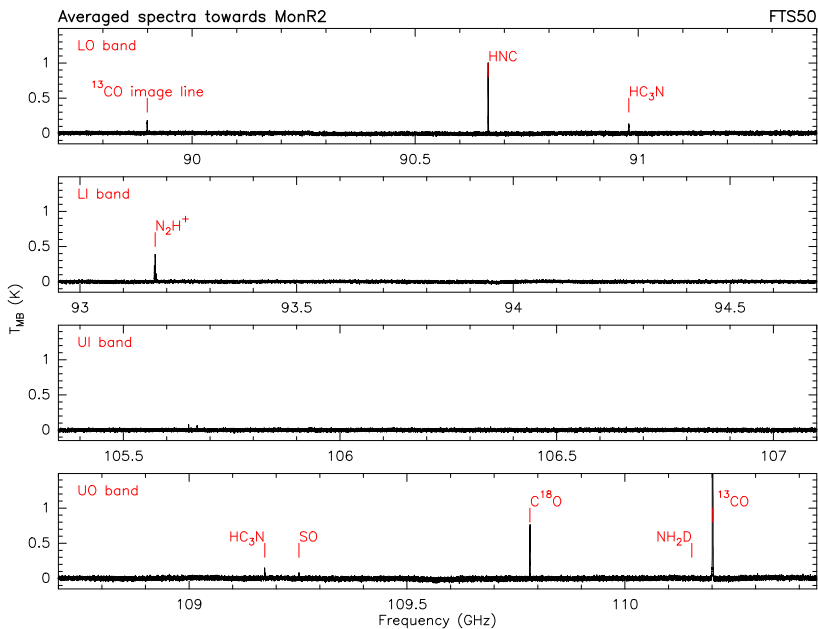 Averaged spectra towards MonR2 FTS50
LO band
HNC
¹³CO image line
HC₃N
1
0.5
0
90 90.5 91
LI band
N₂H⁺
1
0.5
0
93 93.5 94 94.5
T_MB (K)
UI band
1
0.5
0
105.5 106 106.5 107
UO band
C¹⁸O
¹³CO
HC₃N SO NH₂D
1
0.5
0
109 109.5 110
Frequency (GHz)